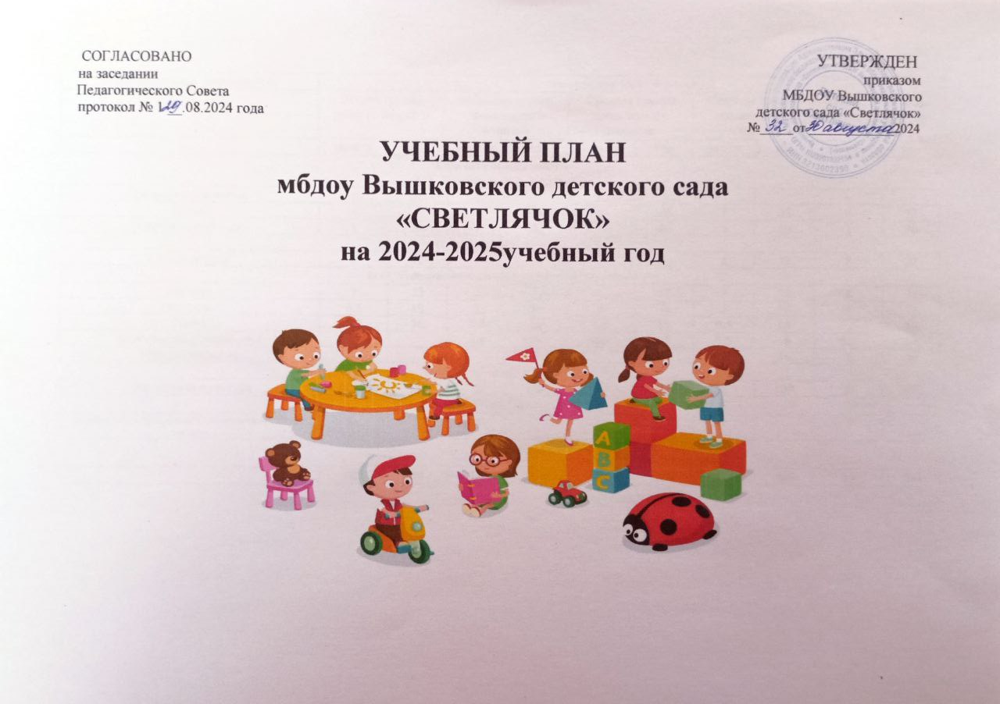 СОГЛАСОВАНО
на заседании
Педагогического Совета
протокол № 1 29.08.2024 года
УТВЕРЖДЕН
приказом
МБДОУ Вышковского
детского сада «Светлячок»
№ 32 от 30 августа 2024
УЧЕБНЫЙ ПЛАН
мбдоу Вышковского детского сада
«СВЕТЛЯЧОК»
на 2024-2025учебный год
A
B
C